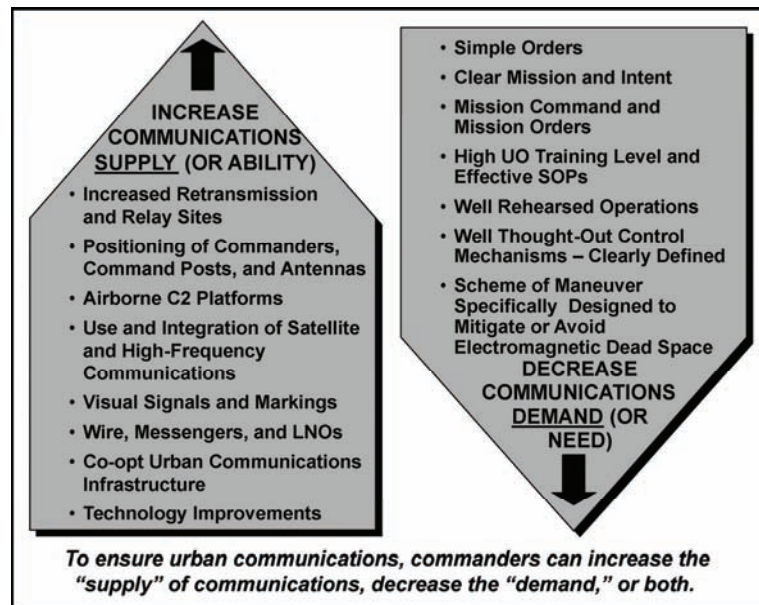 INCREASE
COMMUNICATIONS
SUPPLY (OR ABILITY)
• Increased Retransmission
and Relay Sites
• Positioning of Commanders,
Command Posts, and Antennas
• Airborne C2 Platforms
• Use and Integration of Satellite
and High-Frequency
Communications
• Visual Signals and Markings
• Wire, Messengers, and LNOs
• Co-opt Urban Communications
Infrastructure
• Technology Improvements
• Simple Orders
• Clear Mission and Intent
• Mission Command and
Mission Orders
• High UO Training Level and
Effective SOPs
• Well Rehearsed Operations
• Well Thought-Out Control
Mechanisms – Clearly Defined
• Scheme of Maneuver
Specifically Designed to
Mitigate or Avoid
Electromagnetic Dead Space
DECREASE
COMMUNICATIONS
DEMAND (OR
NEED)
To ensure urban communications, commanders can increase the
“supply” of communications, decrease the “demand,” or both.